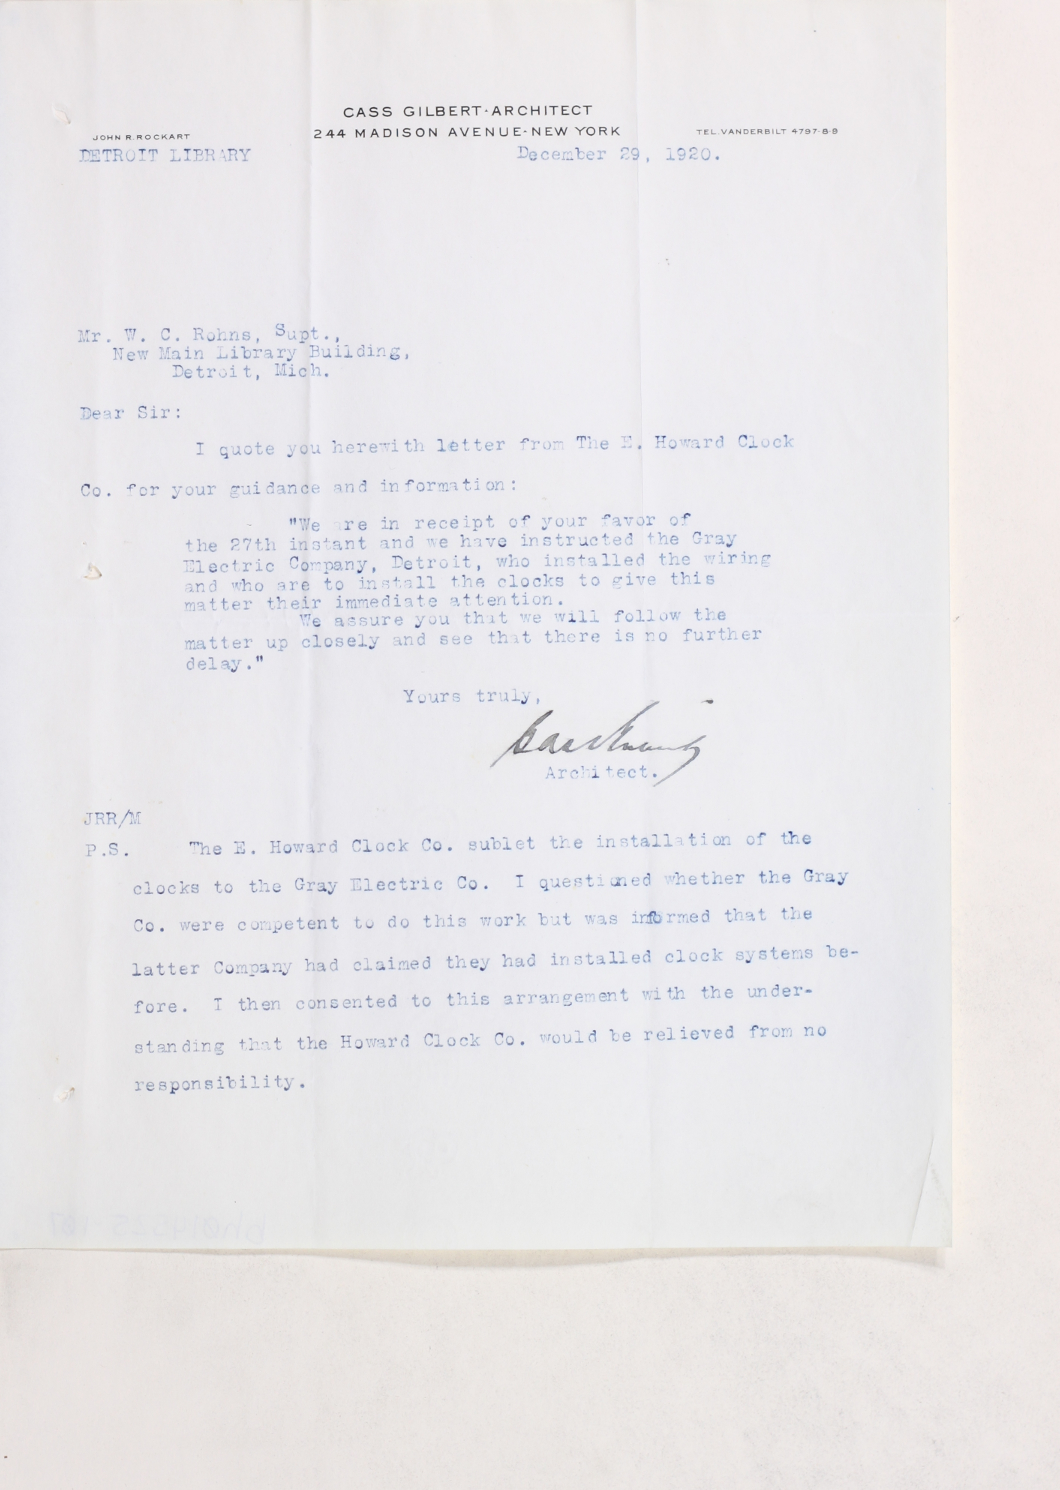 CASS GILBERT·ARCHITECT
244 MADISON AVENUE·NEW YORK
JOHN R. ROCKART
TEL. VANDERBILT 4797-8-9
DETROIT LIBRARY
December 29, 1920.
Mr. W. C. Rohns, Supt.,
New Main Library Building,
Detroit, Mich.
Dear Sir:
I quote you herewith letter from The E. Howard Clock
Co. for your guidance and information:
"We are in receipt of your favor of
the 27th instant and we have instructed the Gray
Electric Company, Detroit, who installed the wiring
and who are to install the clocks to give this
matter their immediate attention.
We assure you that we will follow the
matter up closely and see that there is no further
delay."
Yours truly,
Cass Gilbert
Architect.
JRR/M
P.S. The E. Howard Clock Co. sublet the installation of the
clocks to the Gray Electric Co. I questioned whether the Gray
Co. were competent to do this work but was informed that the
latter Company had claimed they had installed clock systems be-
fore. I then consented to this arrangement with the under-
standing that the Howard Clock Co. would be relieved from no
responsibility.